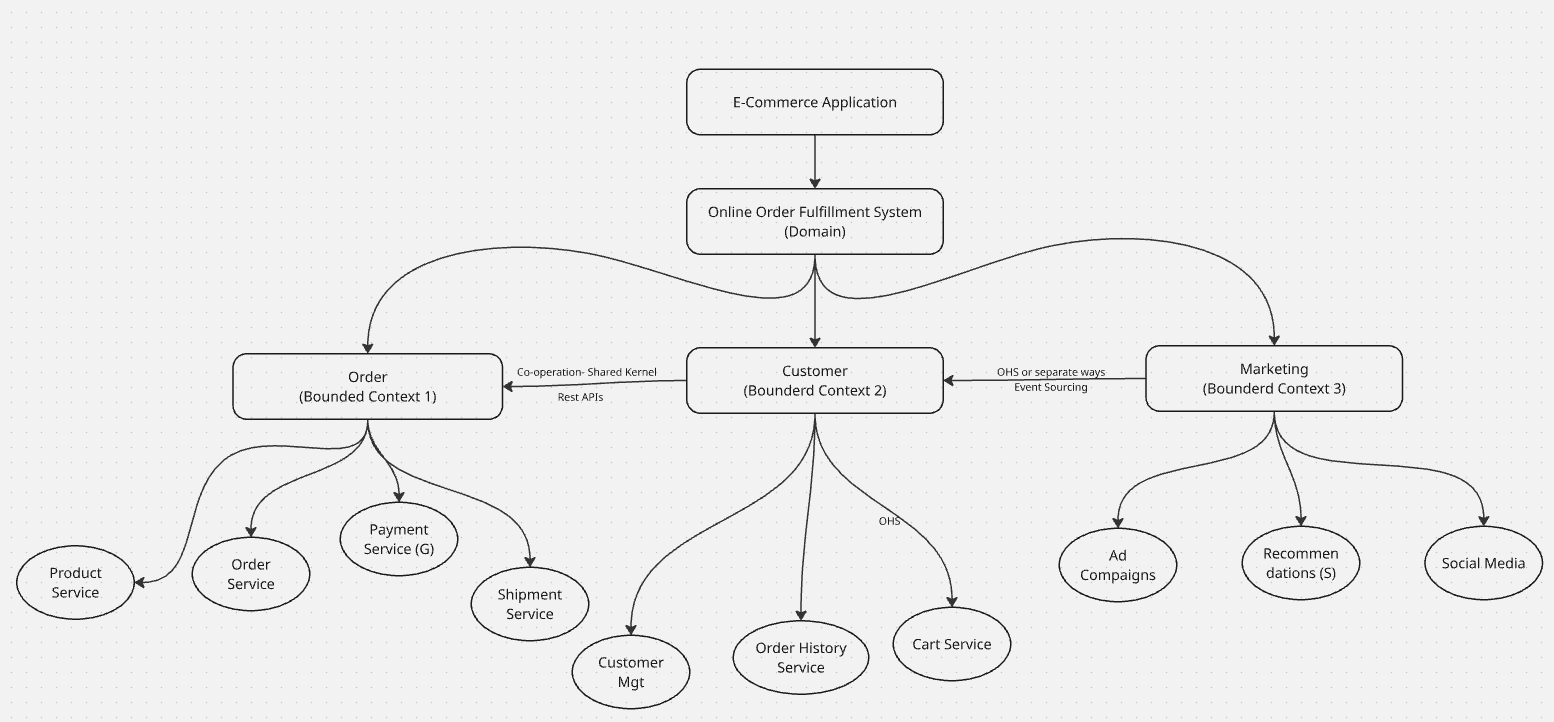 E-Commerce Application
Online Order Fulfillment System
(Domain)
Order
(Bounded Context 1)
Co-operation- Shared Kernel
Rest APIs
Customer
(Bounderd Context 2)
OHS or separate ways
Event Sourcing
Marketing
(Bounderd Context 3)
Product
Service
Order
Service
Payment
Service (G)
Shipment
Service
OHS
Customer
Mgt
Order History
Service
Cart Service
Ad
Compaigns
Recommen
dations (S)
Social Media